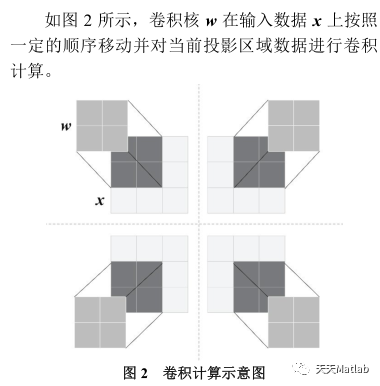 如图 2 所示，卷积核 w 在输入数据 x 上按照
一定的顺序移动并对当前投影区域数据进行卷积
计算。
w
x
天天Matlab
图 2 卷积计算示意图